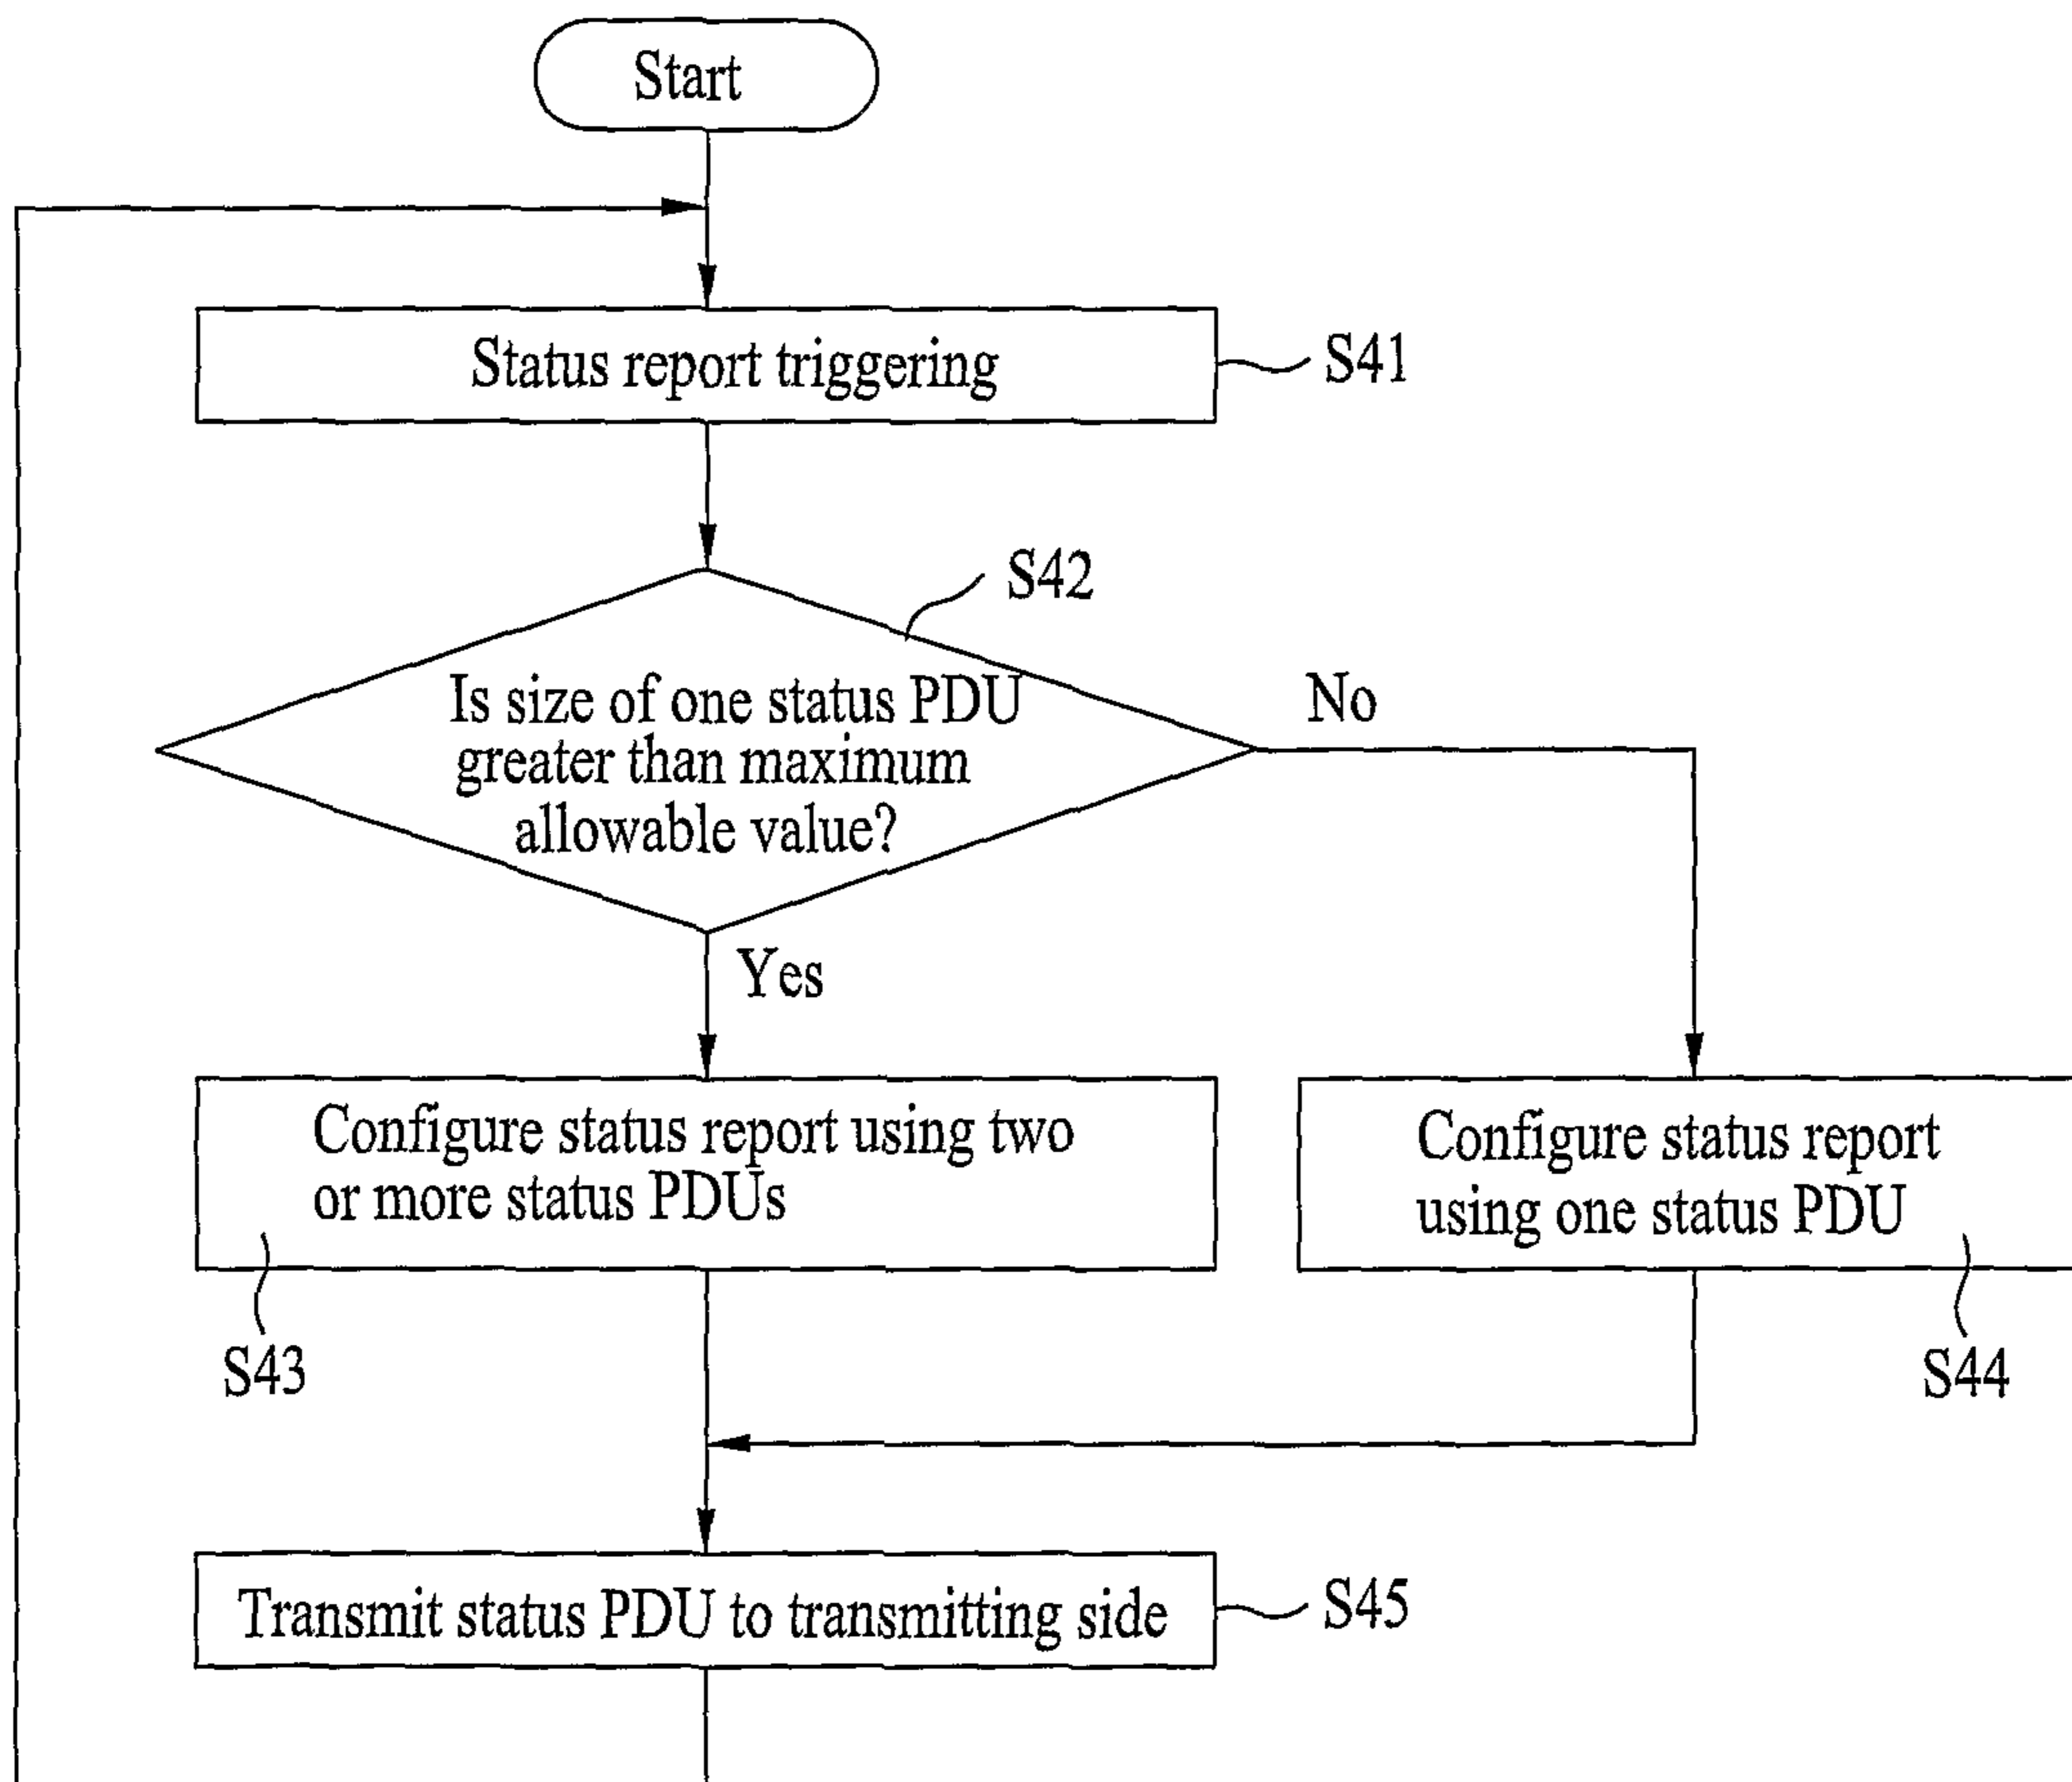 Start
Status report triggering
S41
S42
Is size of one status PDU
greater than maximum
allowable value?
No
Yes
Configure status report using two
or more status PDUs
S43
Configure status report
using one status PDU
S44
Transmit status PDU to transmitting side
S45